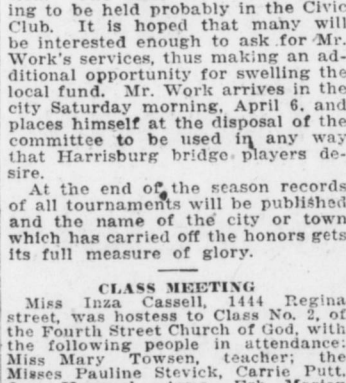 ing to be held probably in the Civic
Club. It is hoped that many will
be interested enough to ask for Mr.
Work's services, thus making an ad-
ditional opportunity for swelling the
local fund. Mr. Work arrives in the
city Saturday morning, April 6, and
places himself at the disposal of the
committee to be used in any way
that Harrisburg bridge players de-
sire.
At the end of the season records
of all tournaments will be published
and the name of the city or town
which has carried off the honors gets
its full measure of glory.
CLASS MEETING
Miss Inza Cassell, 1444 Regina
street, was hostess to Class No. 2, of
the Fourth Street Church of God, with
the following people in attendance:
Miss Mary Towsen, teacher; the
Misses Pauline Stevick, Carrie Putt,